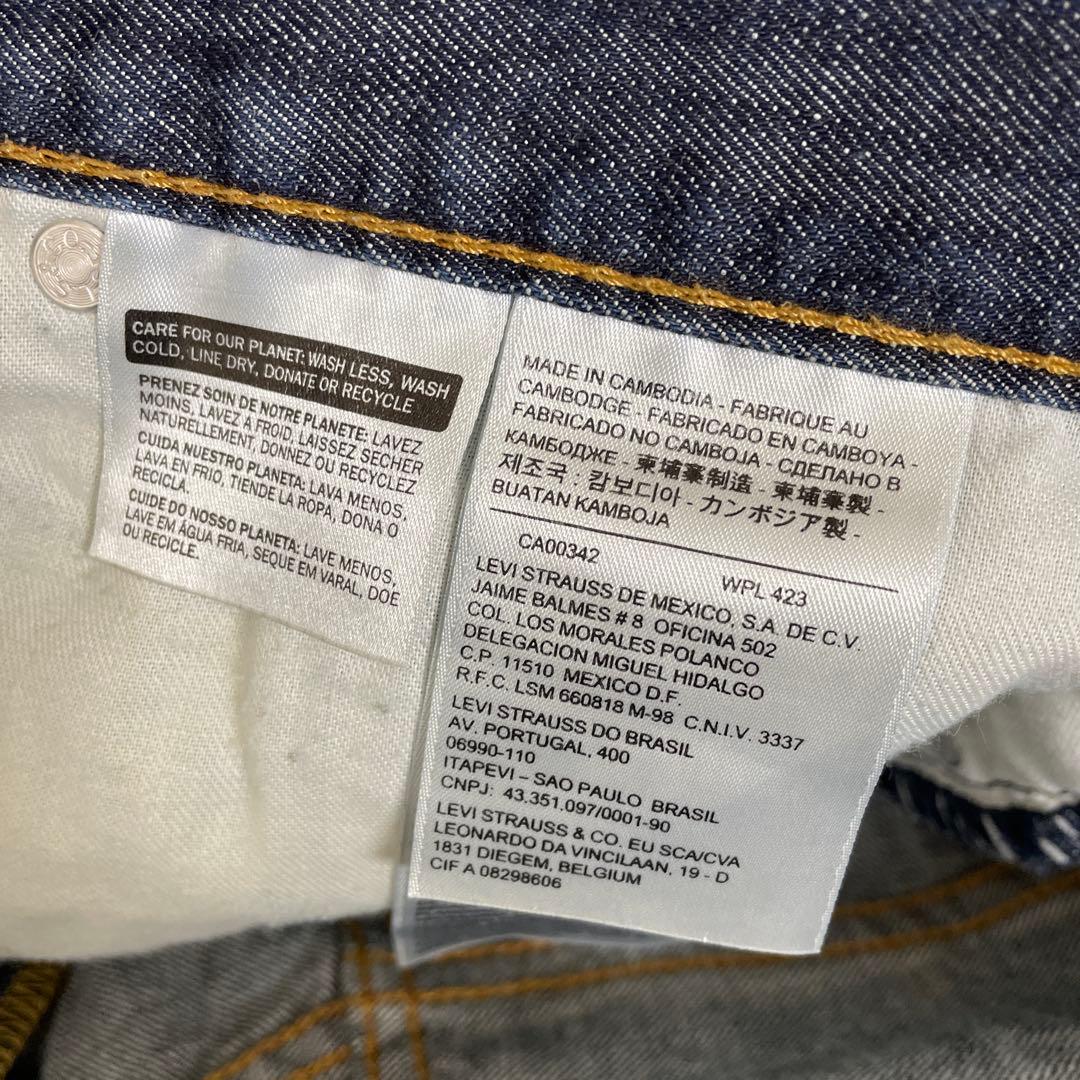 CARE FOR OUR PLANET: WASH LESS, WASH
COLD, LINE DRY, DONATE OR RECYCLE
PRENEZ SOIN DE NOTRE PLANETE: LAVEZ
MOINS, LAVEZ À FROID, LAISSEZ SÉCHER
NATURELLEMENT, DONNEZ OU RECYCLEZ
CUIDA NUESTRO PLANETA: LAVA MENOS,
LAVA EN FRIO, TIENDE LA ROPA, DONA O
RECICLA.
CUIDE DO NOSSO PLANETA: LAVE MENOS,
LAVE EM ÁGUA FRIA, SEQUE EM VARAL, DOE
OU RECICLE.
MADE IN CAMBODIA - FABRIQUE AU
CAMBODGE - FABRICADO EN CAMBOYA -
FABRICADO NO CAMBOJA - СДЕЛАНО В
КАМБОДЖЕ - 柬埔寨制造 - 柬埔寨製 -
제조국 : 캄보디아 - カンボジア製 -
BUATAN KAMBOJA
CA00342 WPL 423
LEVI STRAUSS DE MEXICO, S.A. DE C.V.
JAIME BALMES # 8 OFICINA 502
COL. LOS MORALES POLANCO
DELEGACION MIGUEL HIDALGO
C.P. 11510 MEXICO D.F.
R.F.C. LSM 660818 M-98 C.N.I.V. 3337
LEVI STRAUSS DO BRASIL
AV. PORTUGAL, 400
06990-110
ITAPEVI – SAO PAULO BRASIL
CNPJ: 43.351.097/0001-90
LEVI STRAUSS & CO. EU SCA/CVA
LEONARDO DA VINCILAAN, 19 - D
1831 DIEGEM, BELGIUM
CIF A 08298606